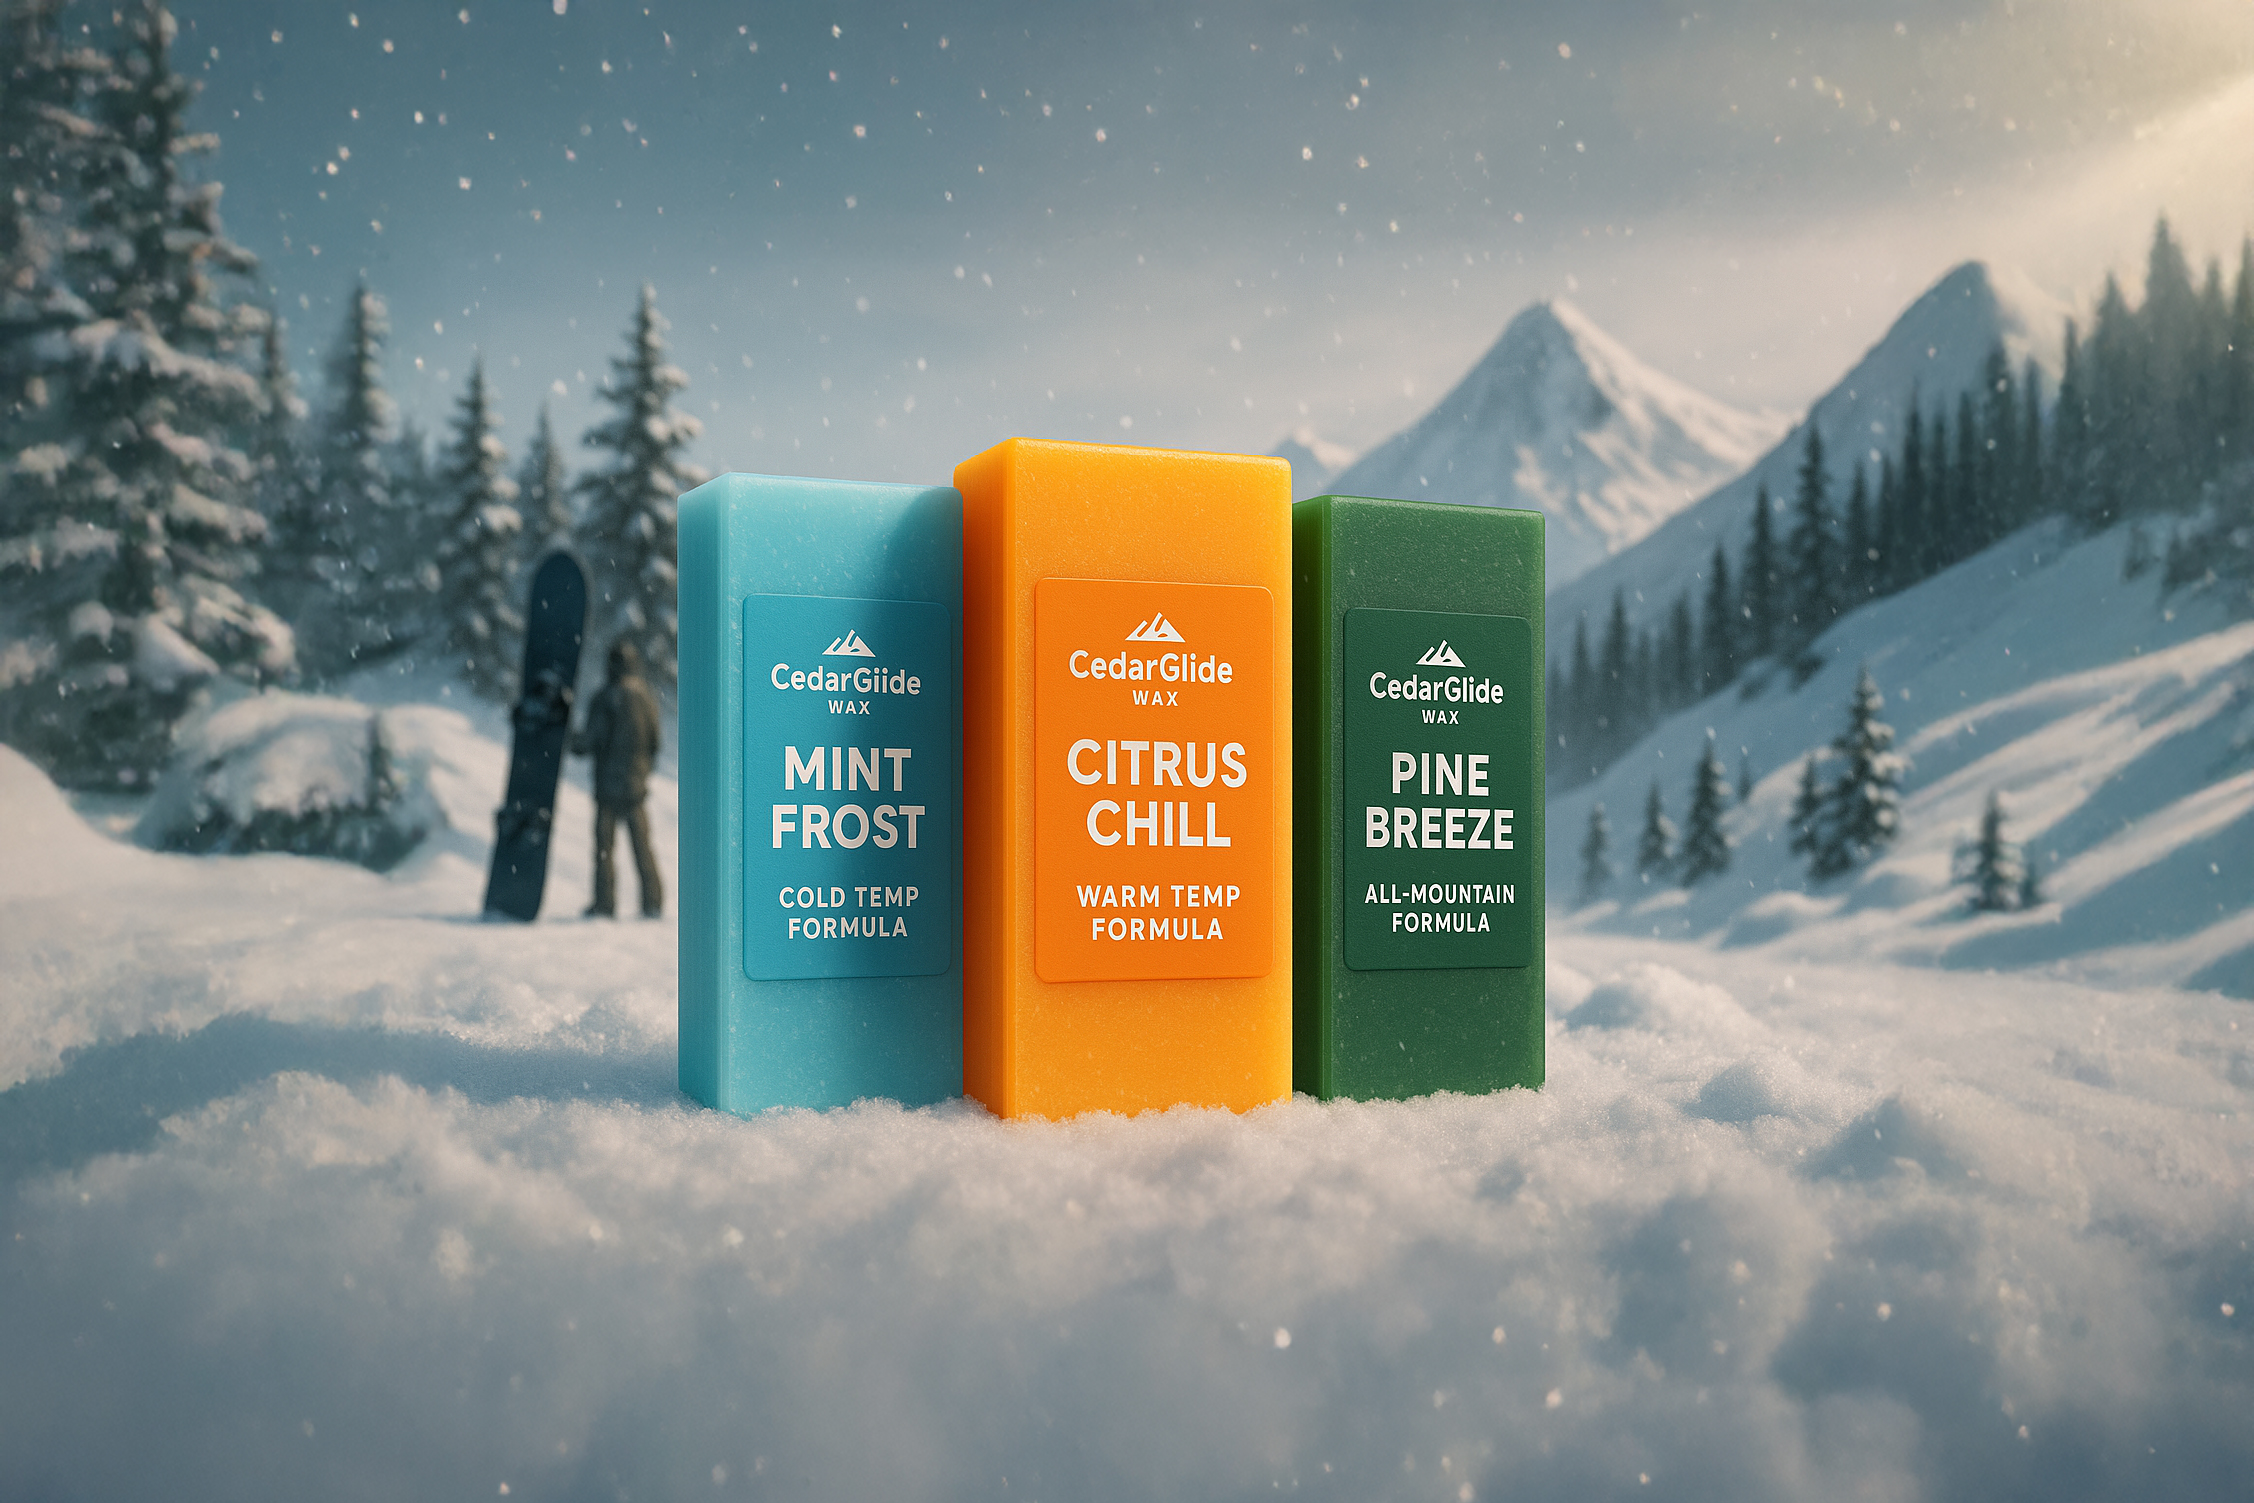 CedarGiide
WAX
MINT
FROST
COLD TEMP
FORMULA
CedarGlide
WAX
CITRUS
CHILL
WARM TEMP
FORMULA
CedarGlide
WAX
PINE
BREEZE
ALL-MOUNTAIN
FORMULA